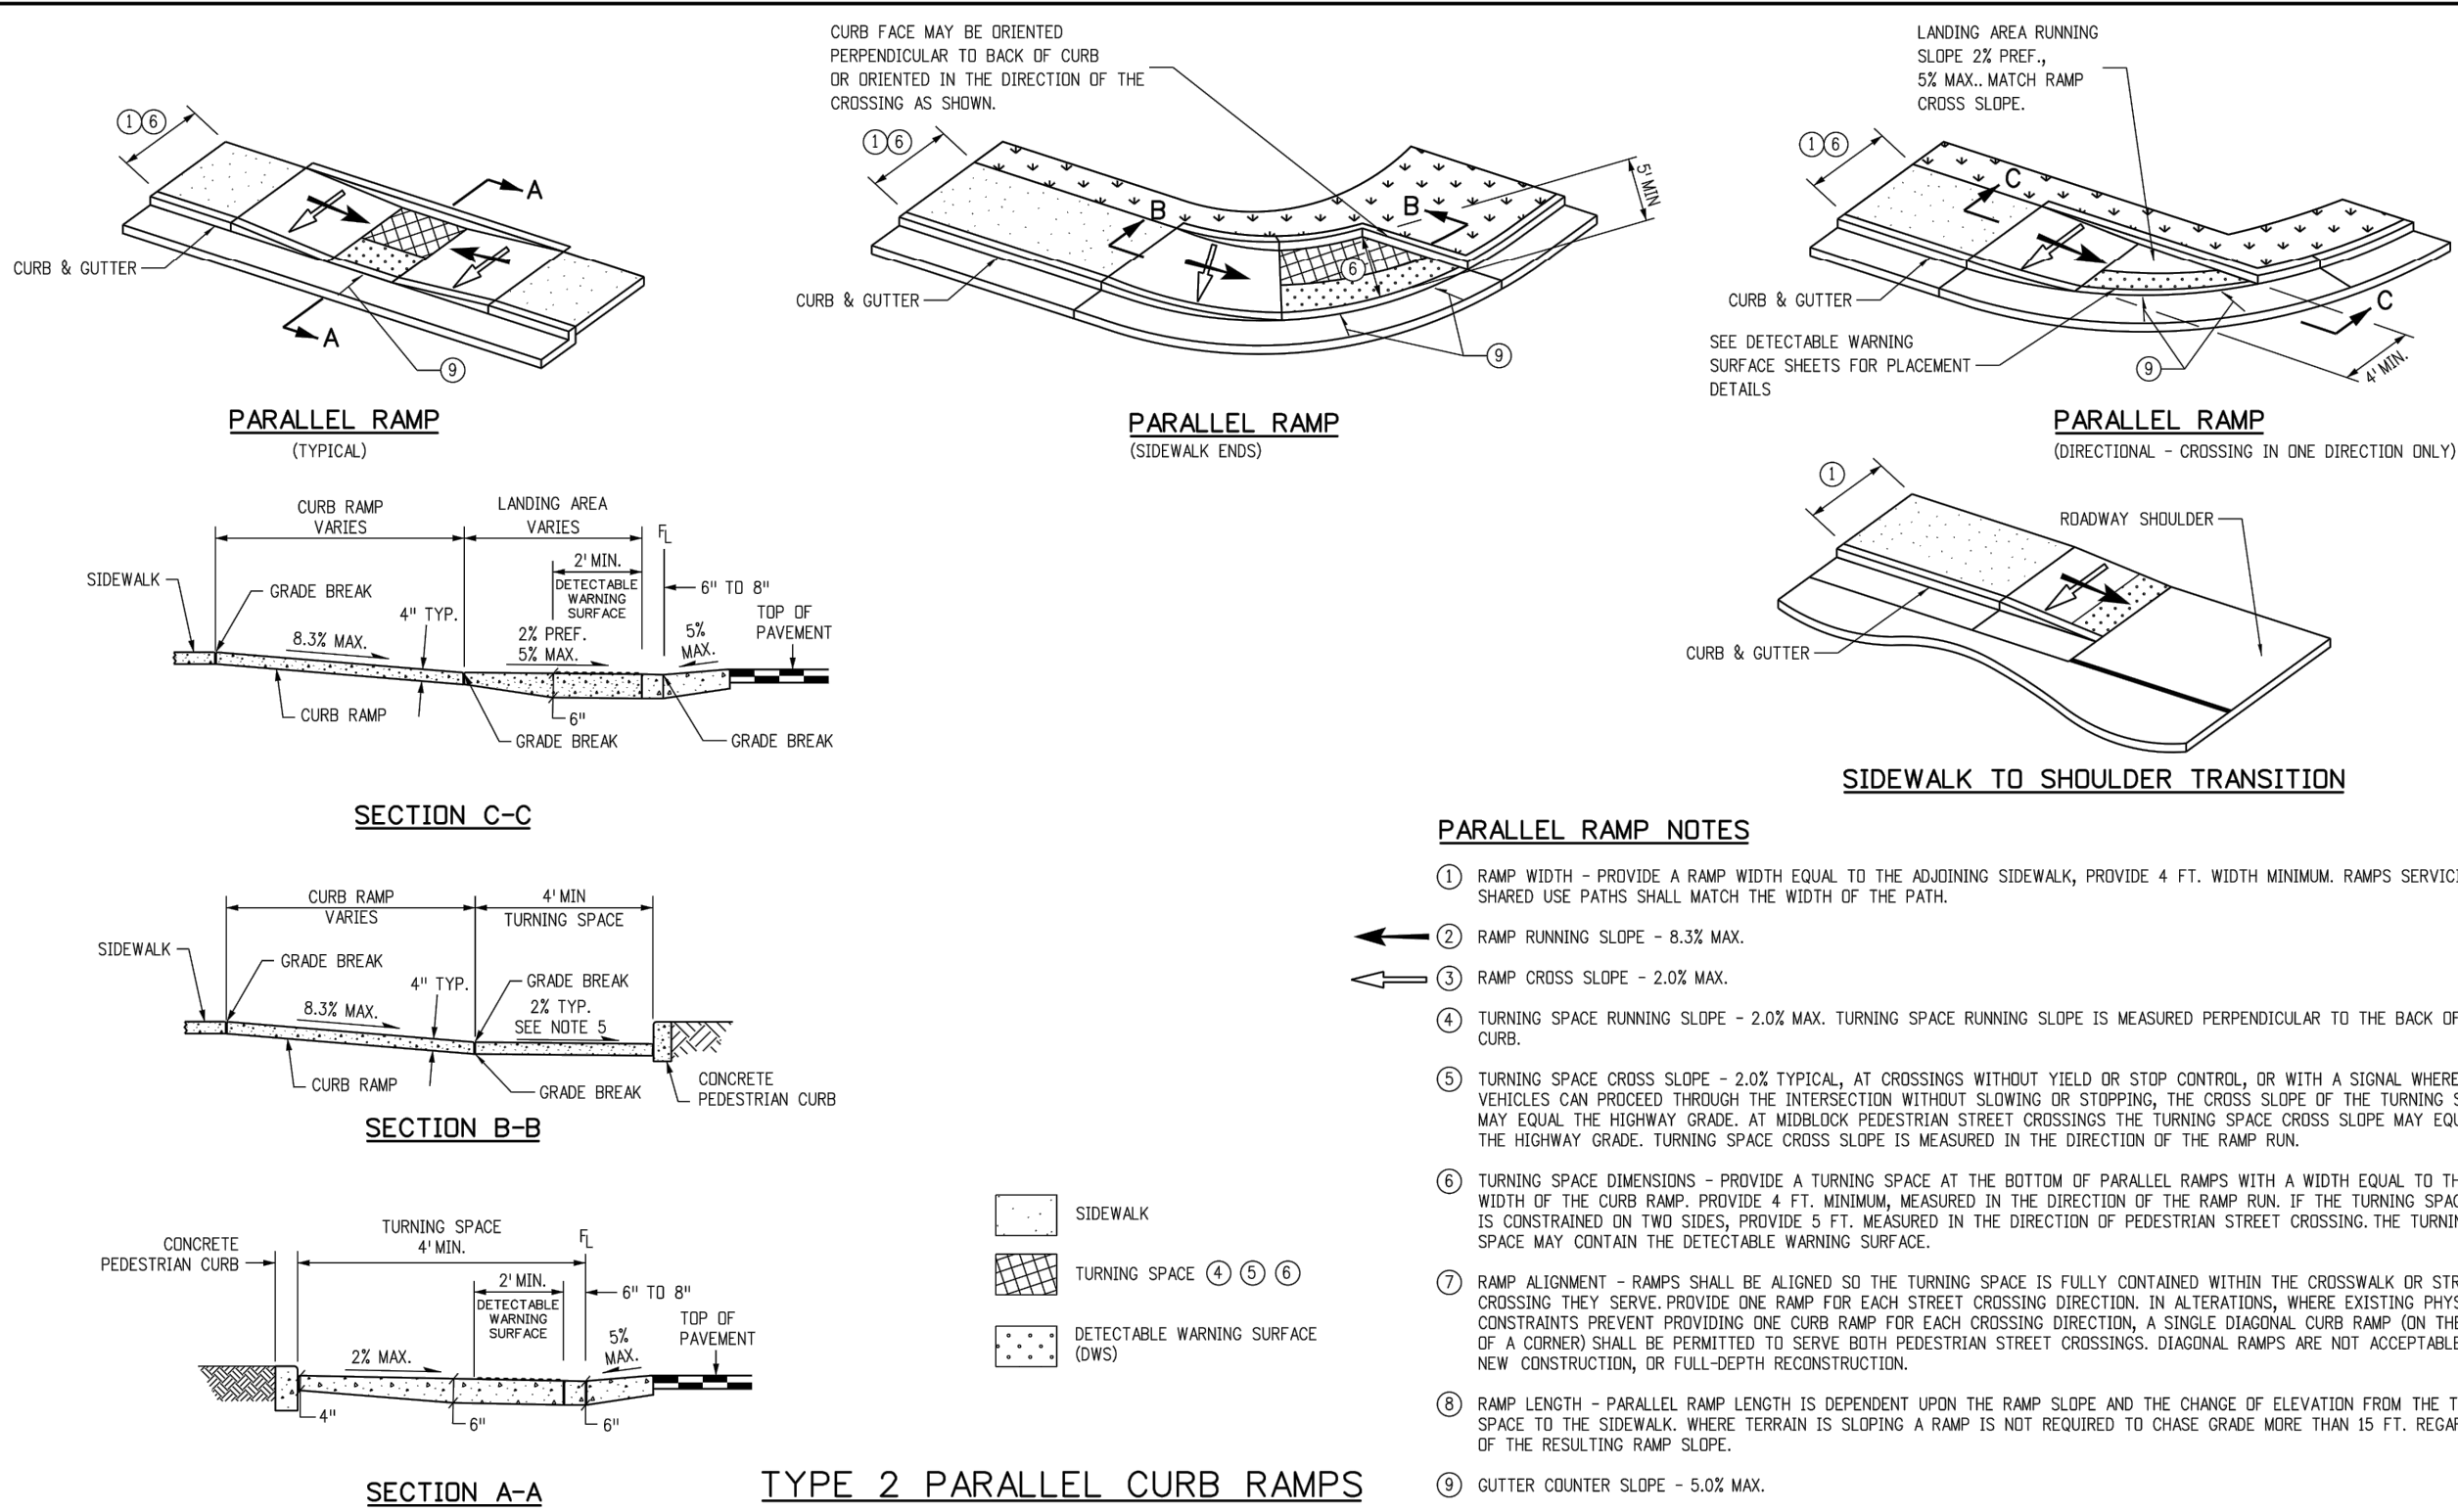 CURB FACE MAY BE ORIENTED
PERPENDICULAR TO BACK OF CURB
OR ORIENTED IN THE DIRECTION OF THE
CROSSING AS SHOWN.
LANDING AREA RUNNING
SLOPE 2% PREF.,
5% MAX.. MATCH RAMP
CROSS SLOPE.
1 6
A
CURB & GUTTER
A
9
PARALLEL RAMP
(TYPICAL)
1 6
5' MIN
B
B
6
CURB & GUTTER
9
PARALLEL RAMP
(SIDEWALK ENDS)
1 6
C
CURB & GUTTER
C
SEE DETECTABLE WARNING
SURFACE SHEETS FOR PLACEMENT
DETAILS
9
4' MIN.
PARALLEL RAMP
(DIRECTIONAL - CROSSING IN ONE DIRECTION ONLY)
CURB RAMP
VARIES
LANDING AREA
VARIES
FL
2' MIN.
DETECTABLE
WARNING
SURFACE
6" TO 8"
SIDEWALK
GRADE BREAK
4" TYP.
TOP OF
PAVEMENT
8.3% MAX.
2% PREF.
5% MAX.
5%
MAX.
CURB RAMP
6"
GRADE BREAK
GRADE BREAK
SECTION C-C
1
ROADWAY SHOULDER
CURB & GUTTER
SIDEWALK TO SHOULDER TRANSITION
CURB RAMP
VARIES
4' MIN
TURNING SPACE
SIDEWALK
GRADE BREAK
4" TYP.
GRADE BREAK
8.3% MAX.
2% TYP.
SEE NOTE 5
CURB RAMP
GRADE BREAK
CONCRETE
PEDESTRIAN CURB
SECTION B-B
TURNING SPACE
4' MIN.
FL
CONCRETE
PEDESTRIAN CURB
2' MIN.
DETECTABLE
WARNING
SURFACE
6" TO 8"
TOP OF
PAVEMENT
2% MAX.
5%
MAX.
4"
6"
6"
SECTION A-A
SIDEWALK
TURNING SPACE 4 5 6
DETECTABLE WARNING SURFACE
(DWS)
TYPE 2 PARALLEL CURB RAMPS
PARALLEL RAMP NOTES
1 RAMP WIDTH - PROVIDE A RAMP WIDTH EQUAL TO THE ADJOINING SIDEWALK, PROVIDE 4 FT. WIDTH MINIMUM. RAMPS
SHARED USE PATHS SHALL MATCH THE WIDTH OF THE PATH.
2 RAMP RUNNING SLOPE - 8.3% MAX.
3 RAMP CROSS SLOPE - 2.0% MAX.
4 TURNING SPACE RUNNING SLOPE - 2.0% MAX. TURNING SPACE RUNNING SLOPE IS MEASURED PERPENDICULAR TO THE BACK OF
CURB.
5 TURNING SPACE CROSS SLOPE - 2.0% TYPICAL, AT CROSSINGS WITHOUT YIELD OR STOP CONTROL, OR WITH A SIGNAL WHERE
VEHICLES CAN PROCEED THROUGH THE INTERSECTION WITHOUT SLOWING OR STOPPING, THE CROSS SLOPE OF THE TURNING
MAY EQUAL THE HIGHWAY GRADE. AT MIDBLOCK PEDESTRIAN STREET CROSSINGS THE TURNING SPACE CROSS SLOPE MAY
THE HIGHWAY GRADE. TURNING SPACE CROSS SLOPE IS MEASURED IN THE DIRECTION OF THE RAMP RUN.
6 TURNING SPACE DIMENSIONS - PROVIDE A TURNING SPACE AT THE BOTTOM OF PARALLEL RAMPS WITH A WIDTH EQUAL TO
WIDTH OF THE CURB RAMP. PROVIDE 4 FT. MINIMUM, MEASURED IN THE DIRECTION OF THE RAMP RUN. IF THE TURNING
IS CONSTRAINED ON TWO SIDES, PROVIDE 5 FT. MEASURED IN THE DIRECTION OF PEDESTRIAN STREET CROSSING. THE
SPACE MAY CONTAIN THE DETECTABLE WARNING SURFACE.
7 RAMP ALIGNMENT - RAMPS SHALL BE ALIGNED SO THE TURNING SPACE IS FULLY CONTAINED WITHIN THE CROSSWALK OR
CROSSING THEY SERVE. PROVIDE ONE RAMP FOR EACH STREET CROSSING DIRECTION. IN ALTERATIONS, WHERE EXISTING
CONSTRAINTS PREVENT PROVIDING ONE CURB RAMP FOR EACH CROSSING DIRECTION, A SINGLE DIAGONAL CURB RAMP (ON THE
OF A CORNER) SHALL BE PERMITTED TO SERVE BOTH PEDESTRIAN STREET CROSSINGS. DIAGONAL RAMPS ARE NOT ACCEPTABLE
NEW CONSTRUCTION, OR FULL-DEPTH RECONSTRUCTION.
8 RAMP LENGTH - PARALLEL RAMP LENGTH IS DEPENDENT UPON THE RAMP SLOPE AND THE CHANGE OF ELEVATION FROM THE
SPACE TO THE SIDEWALK. WHERE TERRAIN IS SLOPING A RAMP IS NOT REQUIRED TO CHASE GRADE MORE THAN 15 FT.
OF THE RESULTING RAMP SLOPE.
9 GUTTER COUNTER SLOPE - 5.0% MAX.